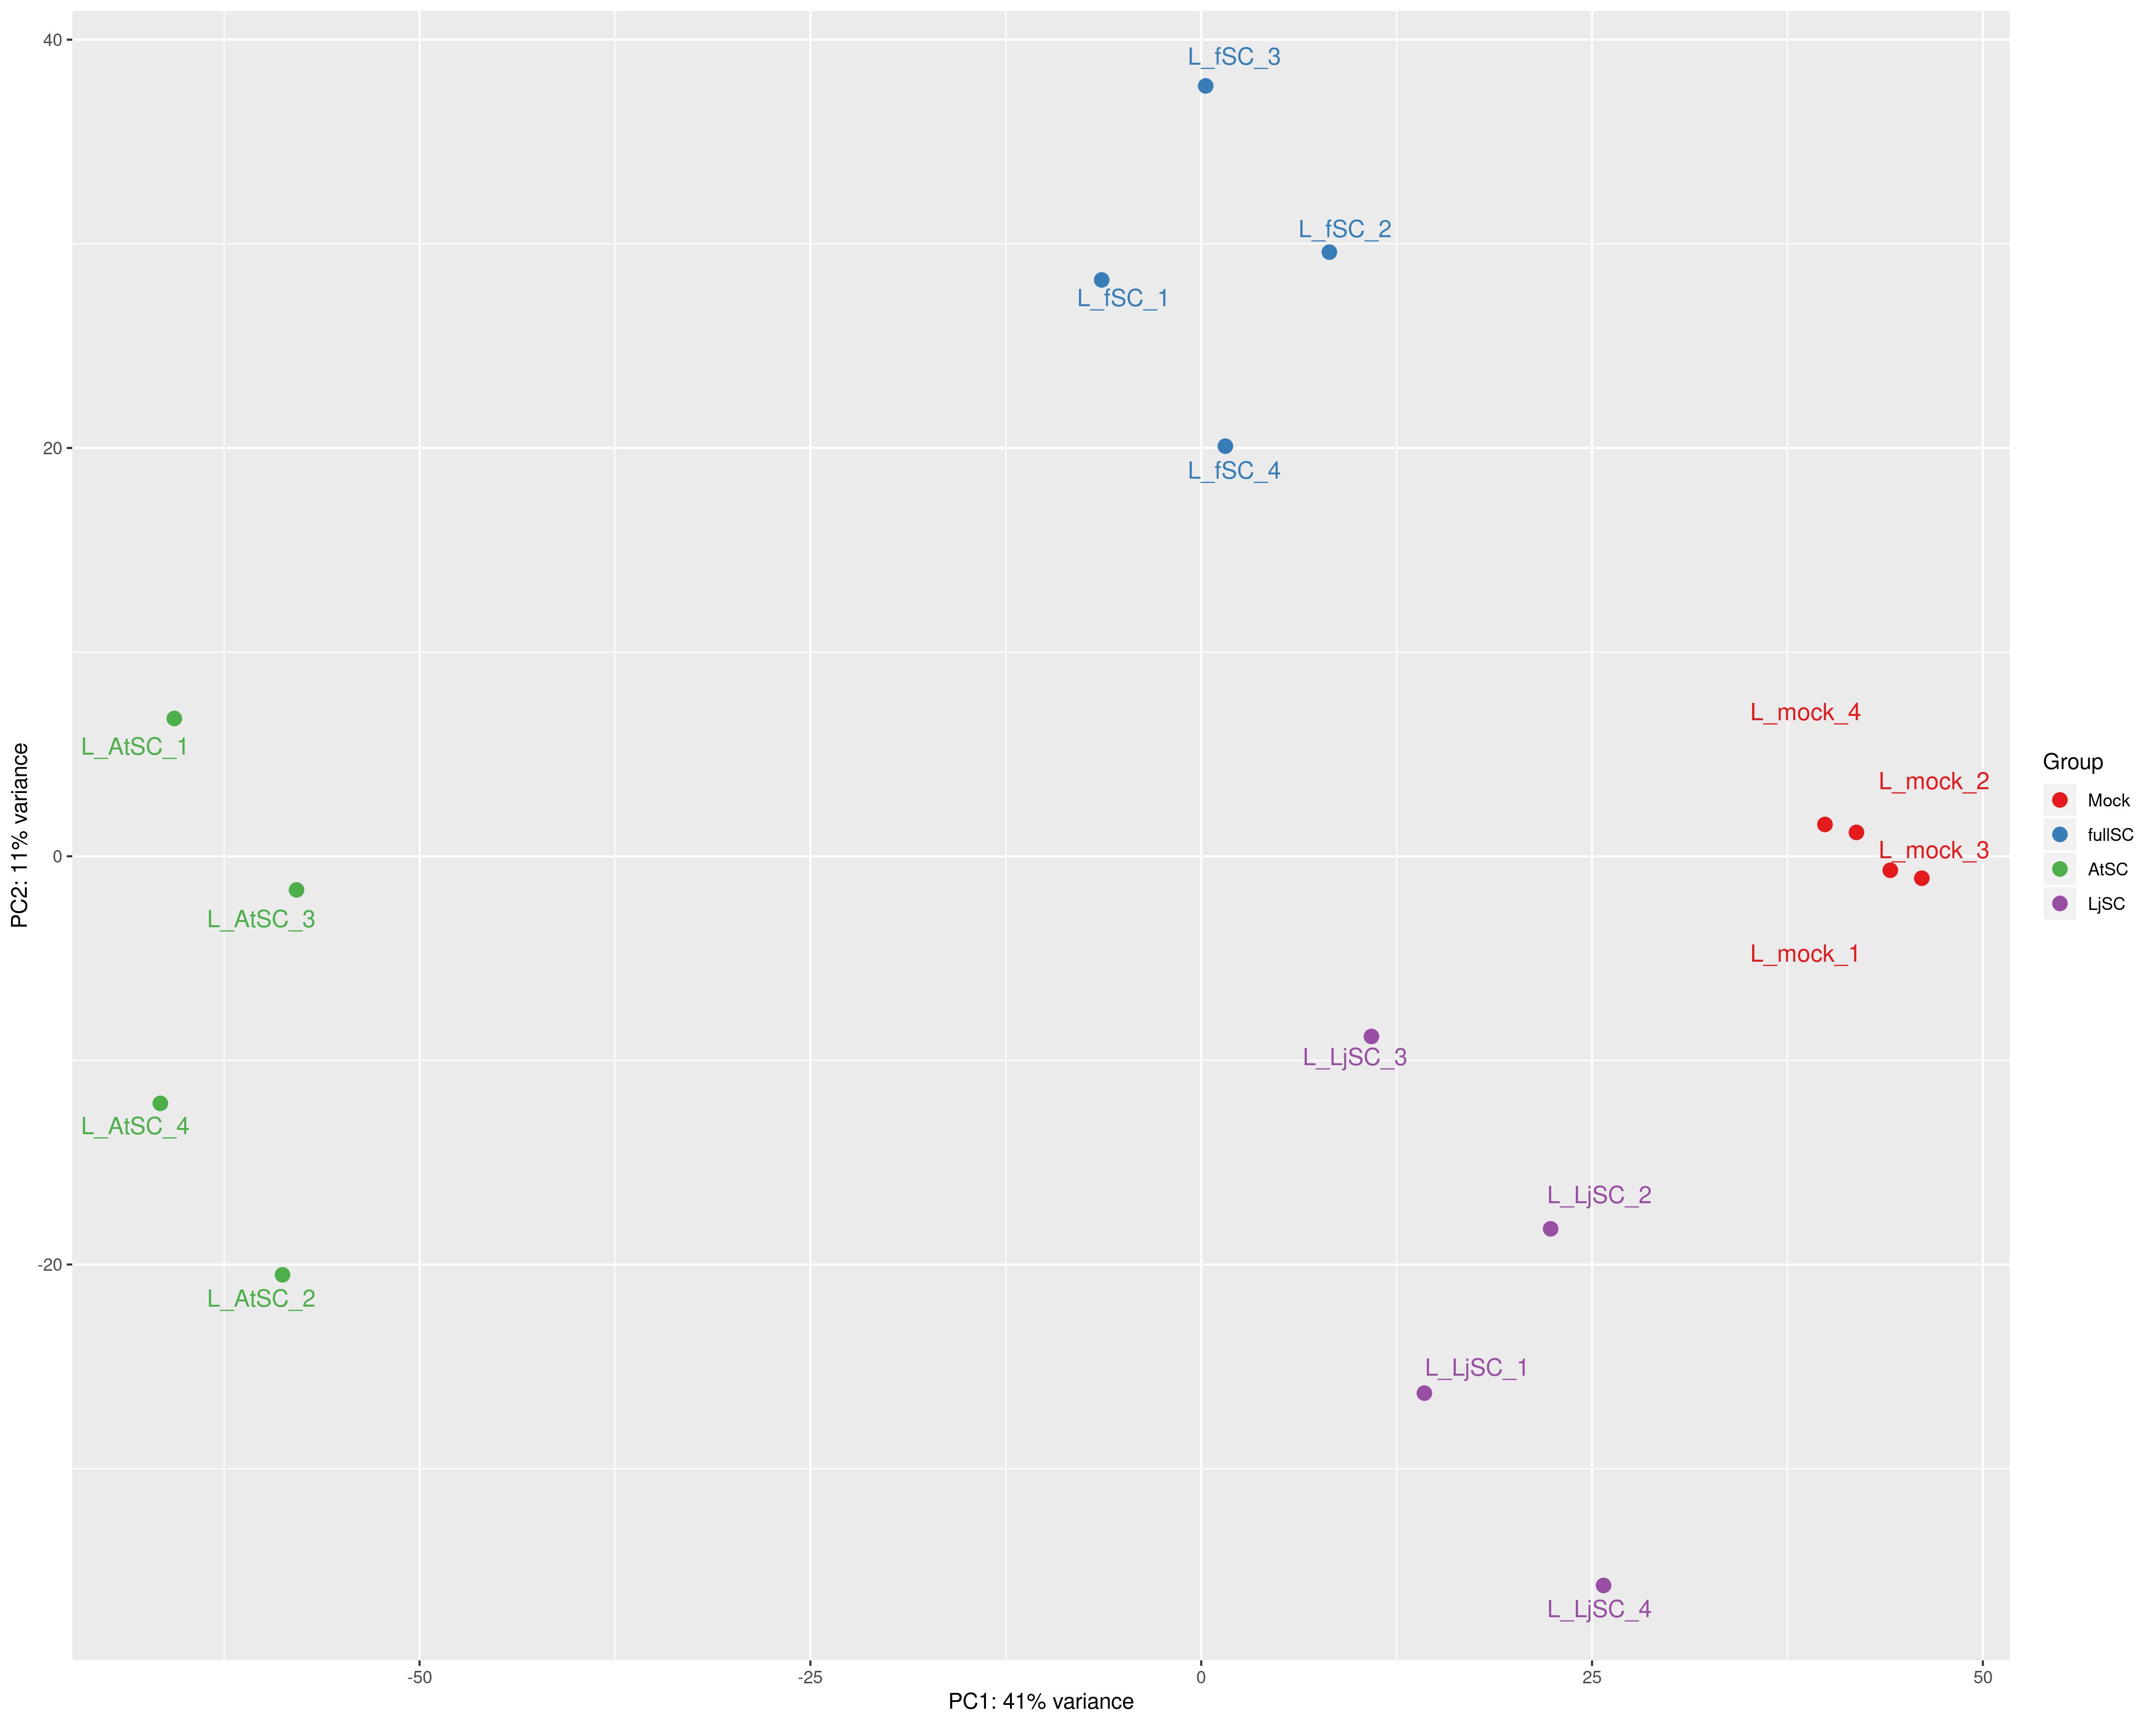 40
20
0
-20
PC2: 11% variance
L_fSC_3
L_fSC_2
L_fSC_1
L_fSC_4
L_mock_4
L_AtSC_1
L_mock_2
L_mock_3
L_AtSC_3
L_mock_1
L_LjSC_3
L_AtSC_4
L_LjSC_2
L_AtSC_2
L_LjSC_1
L_LjSC_4
-50
-25
0
25
50
PC1: 41% variance
Group
Mock
fullSC
AtSC
LjSC